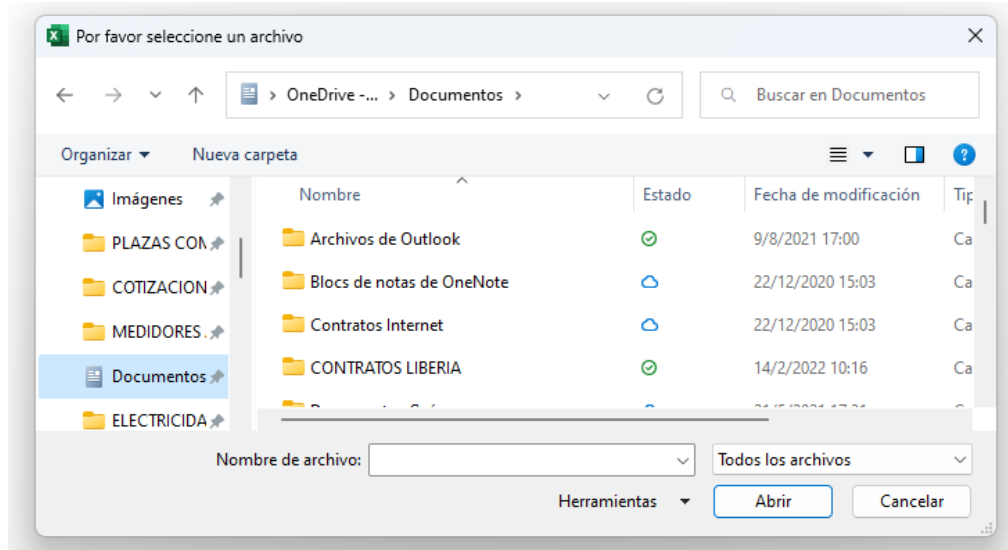 Por favor seleccione un archivo
OneDrive -... > Documentos >
Buscar en Documentos
Organizar
Nueva carpeta
Nombre Estado Fecha de modificación Tip
Imágenes
Archivos de Outlook 9/8/2021 17:00 Ca
PLAZAS CON
Blocs de notas de OneNote 22/12/2020 15:03 Ca
COTIZACION
Contratos Internet 22/12/2020 15:03 Ca
MEDIDORES .
CONTRATOS LIBERIA 14/2/2022 10:16 Ca
Documentos
ELECTRICIDA
Nombre de archivo:
Todos los archivos
Herramientas
Abrir
Cancelar